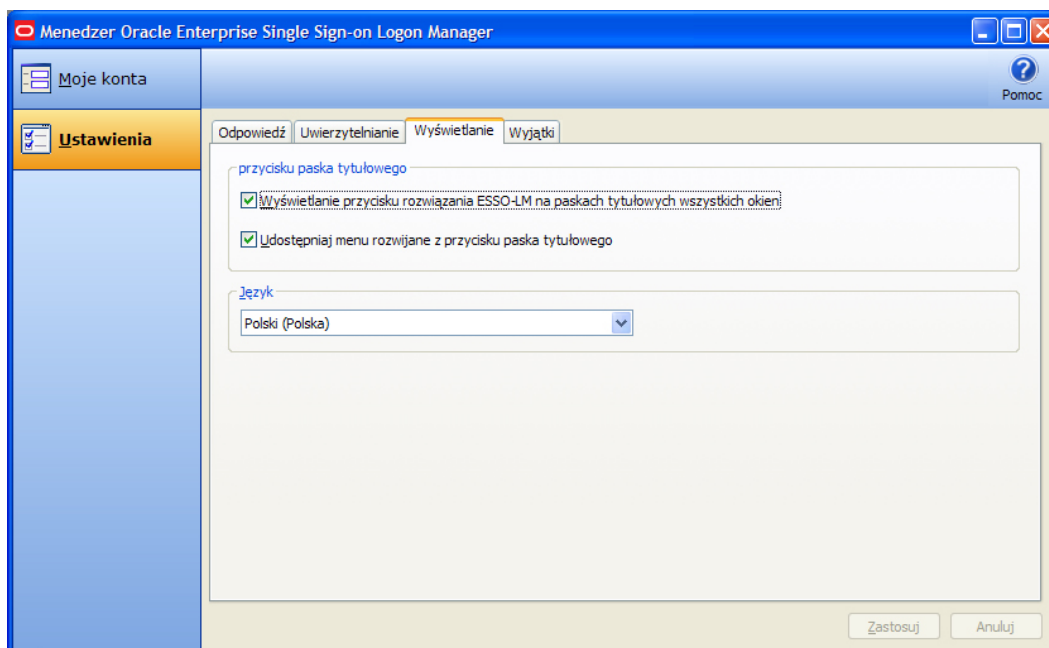 Menedzer Oracle Enterprise Single Sign-on Logon Manager
Moje konta
Pomoc
Ustawienia
Odpowiedź Uwierzytelnianie Wyświetlanie Wyjątki
przycisku paska tytułowego
Wyświetlanie przycisku rozwiązania ESSO-LM na paskach tytułowych wszystkich okien
Udostępniaj menu rozwijane z przycisku paska tytułowego
Język
Polski (Polska)
Zastosuj Anuluj